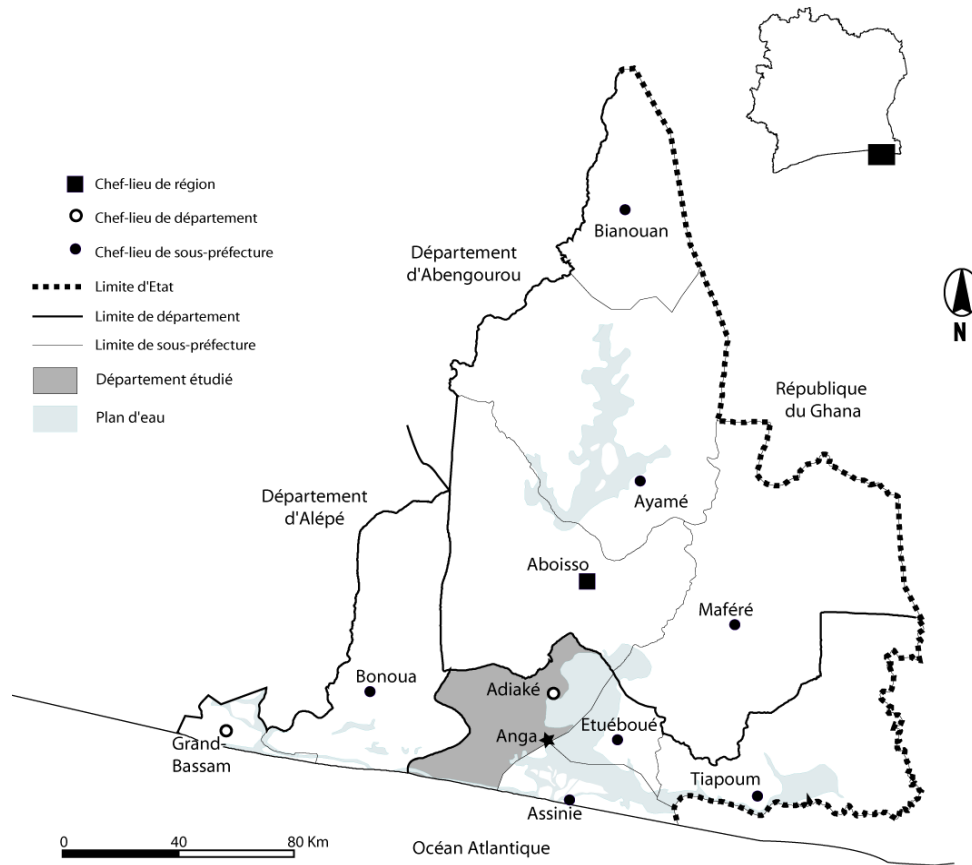 Chef-lieu de région
Chef-lieu de département
Chef-lieu de sous-préfecture
Limite d'Etat
Limite de département
Limite de sous-préfecture
Département étudié
Plan d'eau
Bianouan
Département
d'Abengourou
N
République
du Ghana
Département
d'Alépé
Ayamé
Aboisso
Maféré
Bonoua
Adiaké
Etuéboué
Anga
Grand-
Bassam
Tiapoum
Assinie
0 40 80 Km
Océan Atlantique